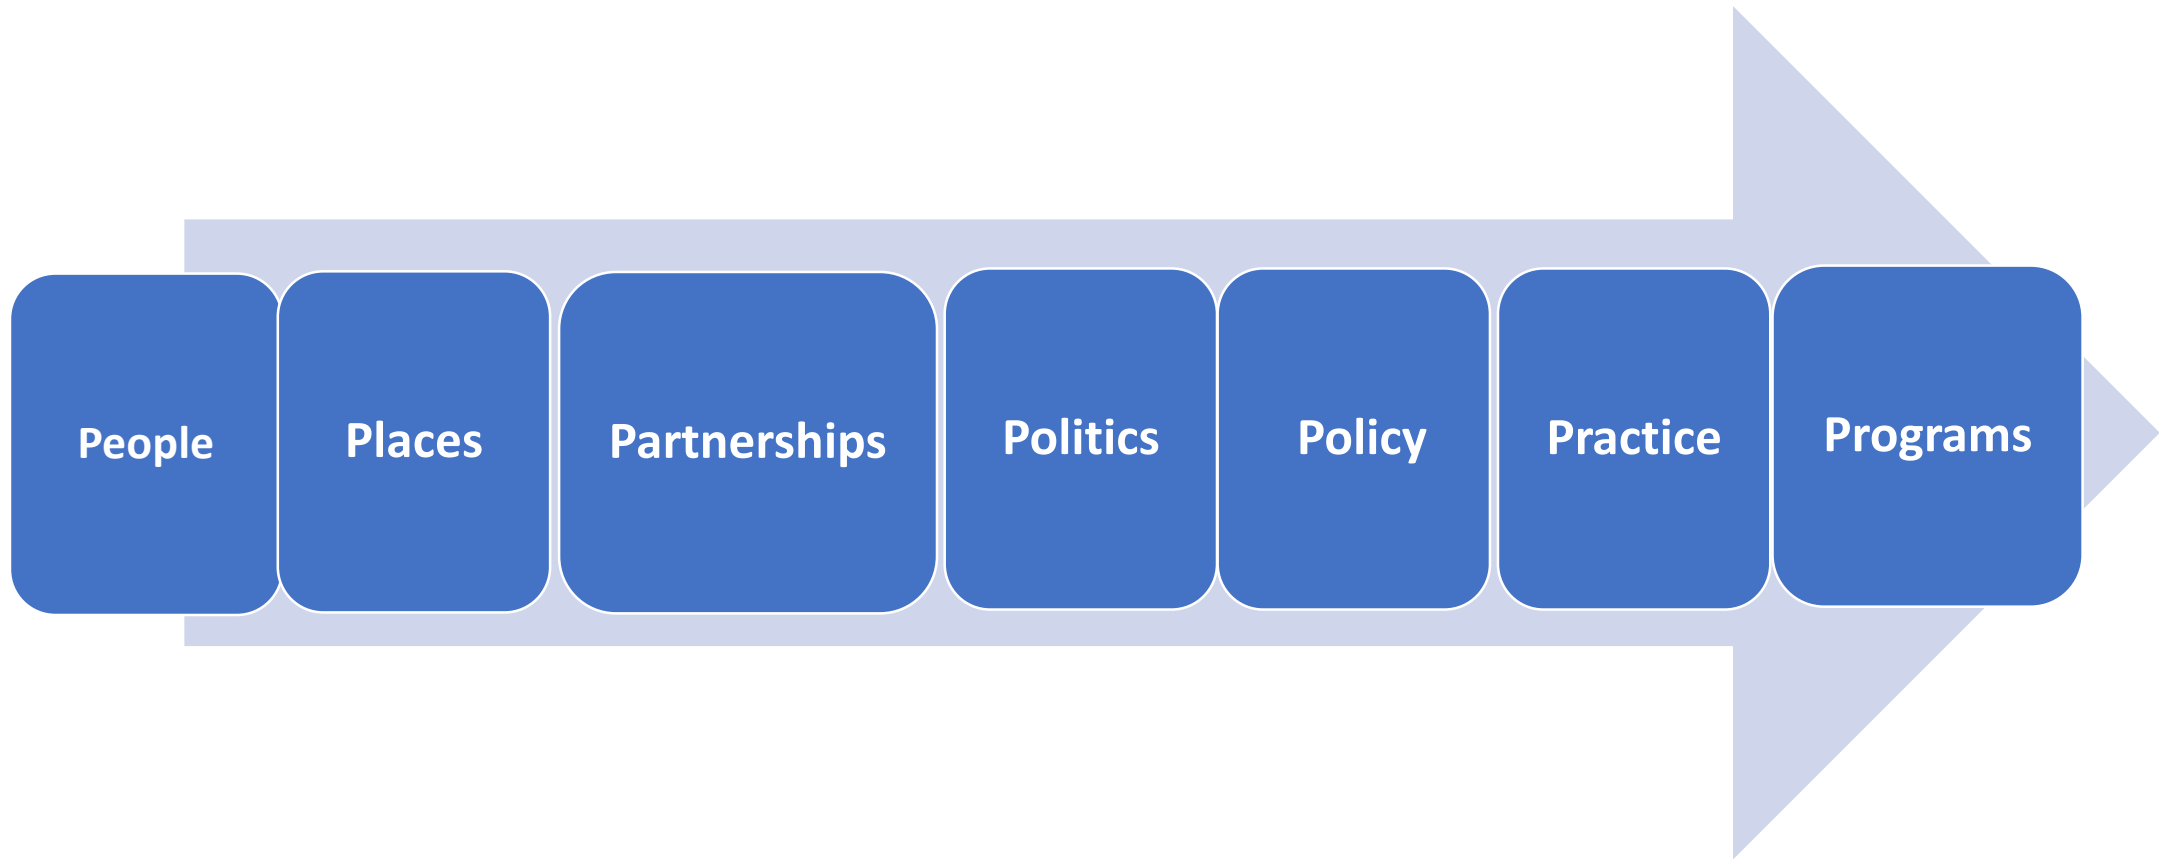 People
Places
Partnerships
Politics
Policy
Practice
Programs